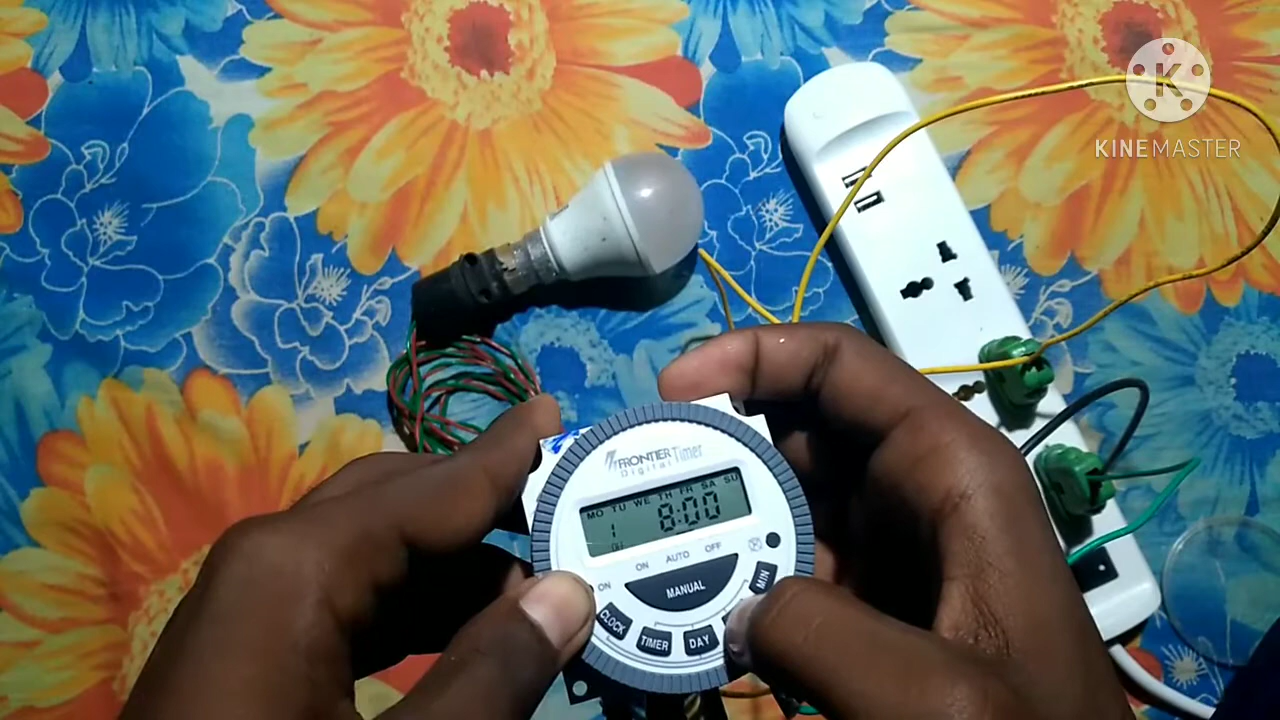 KINEMASTER
FRONTIER Timer
Digital
MO TU WE TH FR SA SU
1 8:00
ON AUTO OFF
ON
MANUAL
CLOCK TIMER DAY MIN